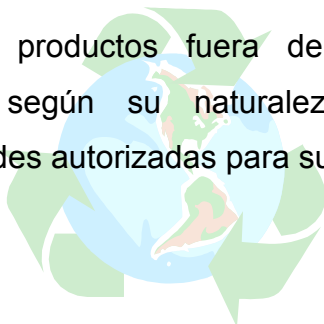 productos fuera de
según su naturalez
des autorizadas para su